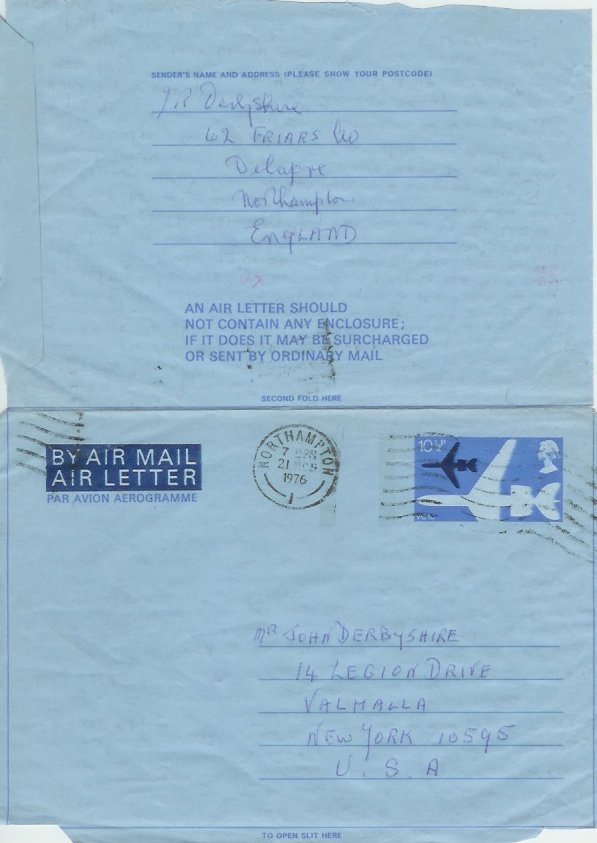 SENDER'S NAME AND ADDRESS (PLEASE SHOW YOUR POSTCODE)
Derbyshire
62 FRIARS
Delapre
Northampton
ENGLAND
AN AIR LETTER SHOULD
NOT CONTAIN ANY ENCLOSURE;
IF IT DOES IT MAY BE SURCHARGED
OR SENT BY ORDINARY MAIL
SECOND FOLD HERE
BY AIR MAIL
AIR LETTER
PAR AVION AEROGRAMME
NORTHAMPTON
7
21
1976
1
10½P
MR JOHN DERBYSHIRE
14 LEGION DRIVE
VALHALLA
NEW YORK 10595
U. S. A
TO OPEN SLIT HERE